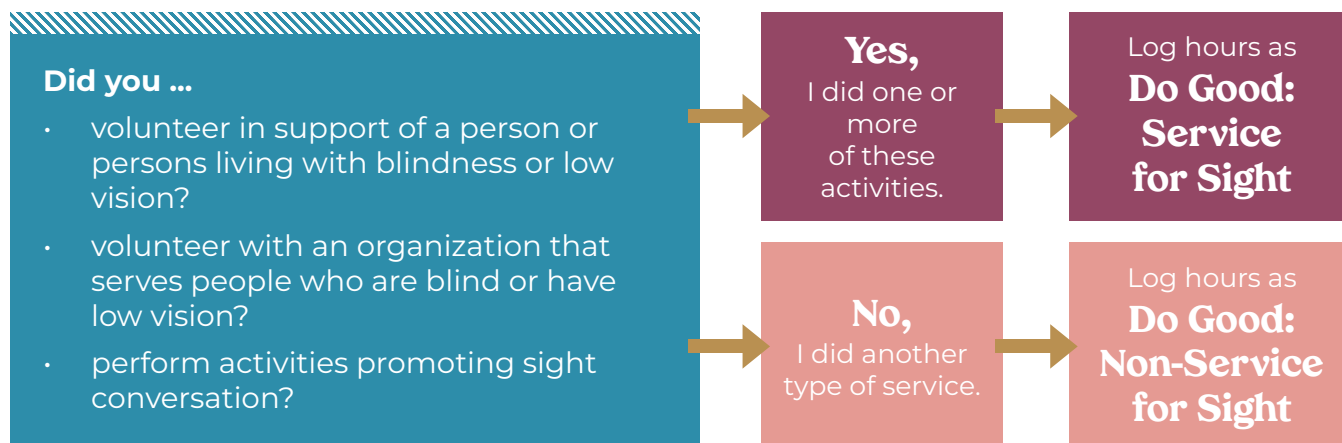 Did you ...
• volunteer in support of a person or
persons living with blindness or low
vision?
• volunteer with an organization that
serves people who are blind or have
low vision?
• perform activities promoting sight
conversation?
Yes,
I did one or
more
of these
activities.
Log hours as
Do Good:
Service
for Sight
No,
I did another
type of service.
Log hours as
Do Good:
Non-Service
for Sight